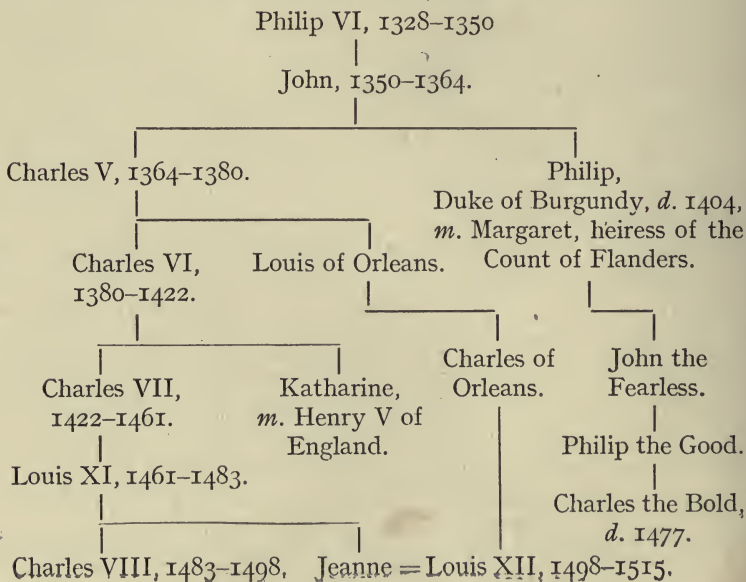 Philip VI, 1328–1350
John, 1350–1364.
Charles V, 1364–1380.
Philip,
Duke of Burgundy, d. 1404,
m. Margaret, heiress of the
Count of Flanders.
Charles VI,
1380–1422.
Louis of Orleans.
Charles VII,
1422–1461.
Katharine,
m. Henry V of
England.
Charles of
Orleans.
John the
Fearless.
Philip the Good.
Louis XI, 1461–1483.
Charles the Bold,
d. 1477.
Charles VIII, 1483–1498, Jeanne = Louis XII, 1498–1515.